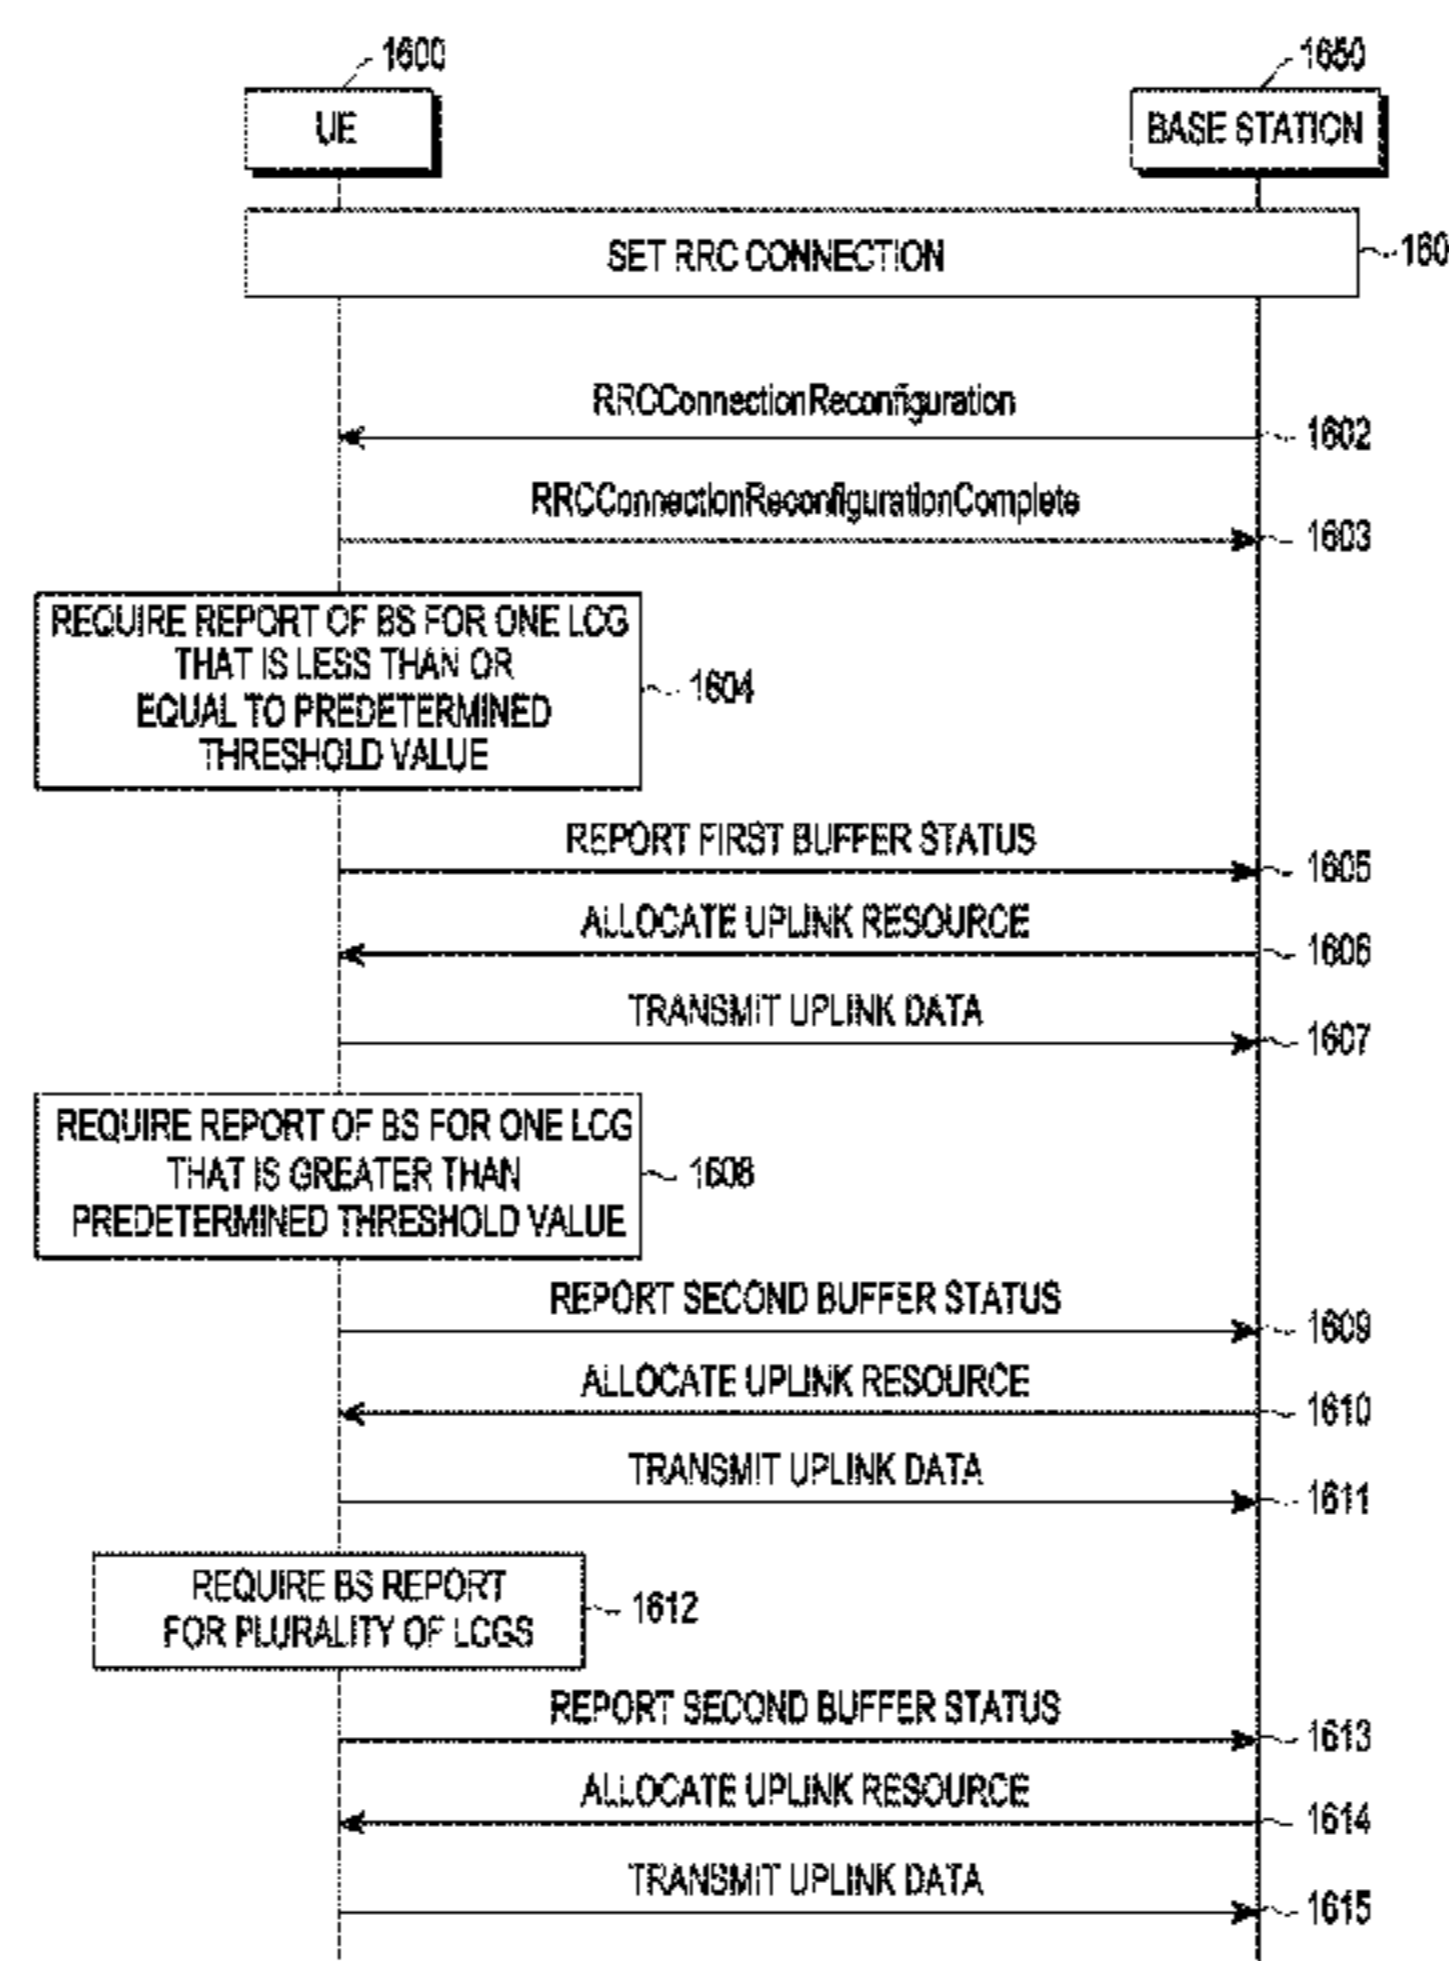 1600
1650
UE
BASE STATION
SET RRC CONNECTION
160
RRCConnectionReconfiguration
1602
RRCConnectionReconfigurationComplete
1603
REQUIRE REPORT OF BS FOR ONE LCG
THAT IS LESS THAN OR
EQUAL TO PREDETERMINED
THRESHOLD VALUE
1604
REPORT FIRST BUFFER STATUS
1605
ALLOCATE UPLINK RESOURCE
1606
TRANSMIT UPLINK DATA
1607
REQUIRE REPORT OF BS FOR ONE LCG
THAT IS GREATER THAN
PREDETERMINED THRESHOLD VALUE
1608
REPORT SECOND BUFFER STATUS
1609
ALLOCATE UPLINK RESOURCE
1610
TRANSMIT UPLINK DATA
1611
REQUIRE BS REPORT
FOR PLURALITY OF LCGS
1612
REPORT SECOND BUFFER STATUS
1613
ALLOCATE UPLINK RESOURCE
1614
TRANSMIT UPLINK DATA
1615